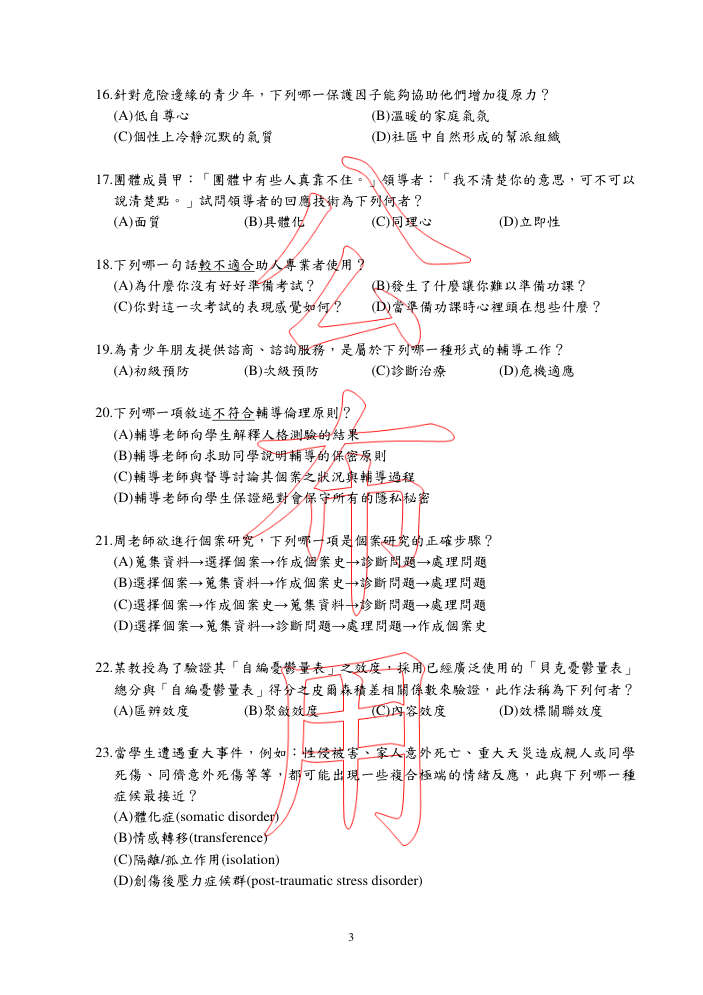 16.針對危險邊緣的青少年，下列哪一保護因子能夠協助他們增加復原力？
(A)低自尊心 (B)溫暖的家庭氣氛
(C)個性上冷靜沉默的氣質 (D)社區中自然形成的幫派組織
17.團體成員甲：「團體中有些人真靠不住。」領導者：「我不清楚你的意思，可不可以
說清楚點。」試問領導者的回應技術為下列何者？
(A)面質 (B)具體化 (C)同理心 (D)立即性
18.下列哪一句話較不適合助人專業者使用？
(A)為什麼你沒有好好準備考試？ (B)發生了什麼讓你難以準備功課？
(C)你對這一次考試的表現感覺如何？ (D)當準備功課時心裡頭在想些什麼？
19.為青少年朋友提供諮商、諮詢服務，是屬於下列哪一種形式的輔導工作？
(A)初級預防 (B)次級預防 (C)診斷治療 (D)危機適應
20.下列哪一項敘述不符合輔導倫理原則？
(A)輔導老師向學生解釋人格測驗的結果
(B)輔導老師向求助同學說明輔導的保密原則
(C)輔導老師與督導討論其個案之狀況與輔導過程
(D)輔導老師向學生保證絕對會保守所有的隱私秘密
21.周老師欲進行個案研究，下列哪一項是個案研究的正確步驟？
(A)蒐集資料→選擇個案→作成個案史→診斷問題→處理問題
(B)選擇個案→蒐集資料→作成個案史→診斷問題→處理問題
(C)選擇個案→作成個案史→蒐集資料→診斷問題→處理問題
(D)選擇個案→蒐集資料→診斷問題→處理問題→作成個案史
22.某教授為了驗證其「自編憂鬱量表」之效度，採用已經廣泛使用的「貝克憂鬱量表」
總分與「自編憂鬱量表」得分之皮爾森積差相關係數來驗證，此作法稱為下列何者？
(A)區辨效度 (B)聚斂效度 (C)內容效度 (D)效標關聯效度
23.當學生遭遇重大事件，例如：性侵被害、家人意外死亡、重大天災造成親人或同學
死傷、同儕意外死傷等等，都可能出現一些複合極端的情緒反應，此與下列哪一種
症候最接近？
(A)體化症(somatic disorder)
(B)情感轉移(transference)
(C)隔離/孤立作用(isolation)
(D)創傷後壓力症候群(post-traumatic stress disorder)
公布用
3